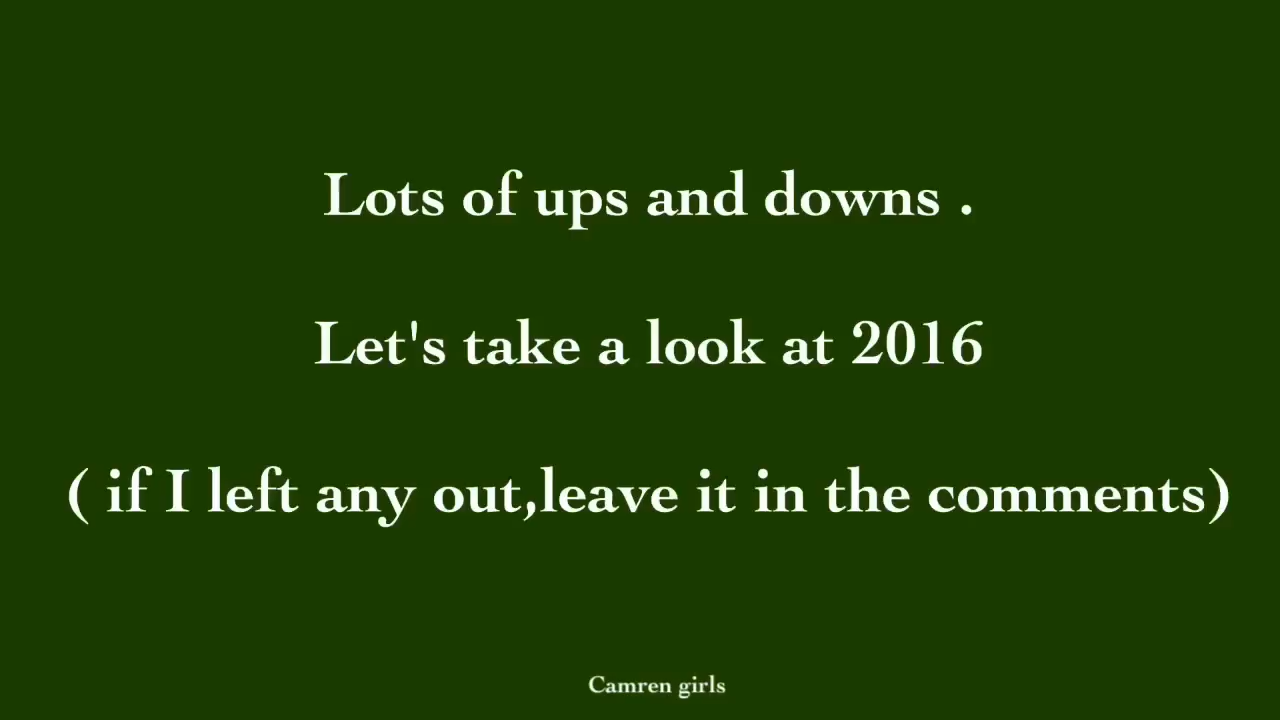 Lots of ups and downs .
Let's take a look at 2016
( if I left any out,leave it in the comments)
Camren girls